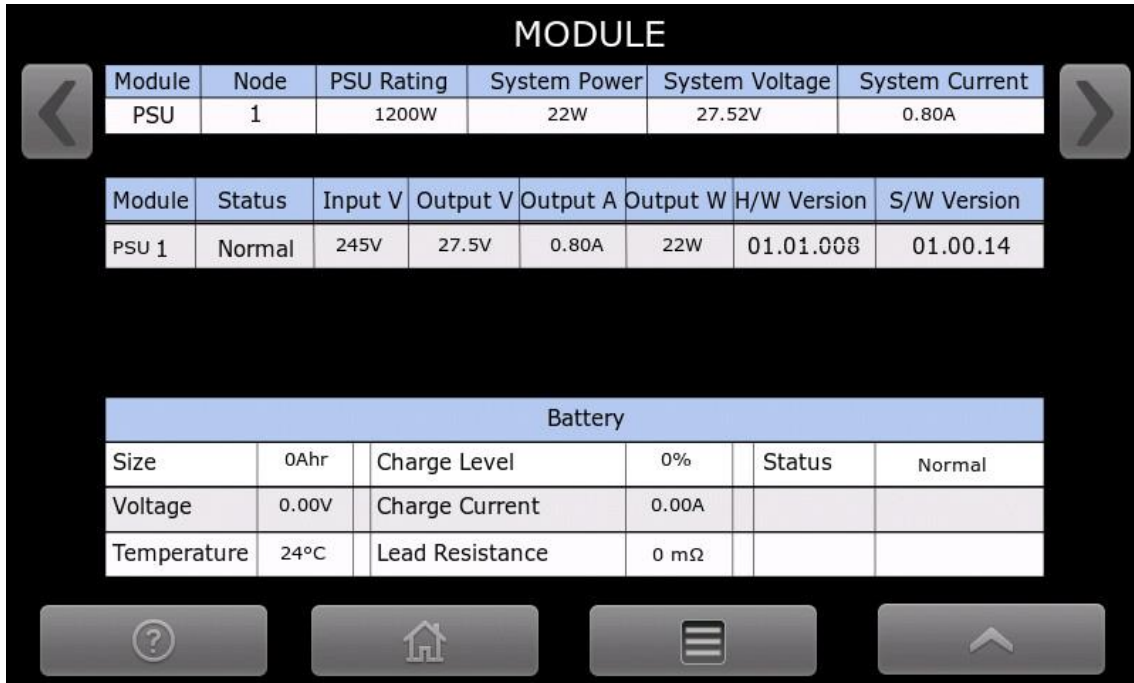 MODULE
Module Node PSU Rating System Power System Voltage System Current
PSU 1 1200W 22W 27.52V 0.80A
Module Status Input V Output V Output A Output W H/W Version S/W Version
PSU 1 Normal 245V 27.5V 0.80A 22W 01.01.008 01.00.14
Battery
Size 0Ahr Charge Level 0% Status Normal
Voltage 0.00V Charge Current 0.00A
Temperature 24°C Lead Resistance 0 mΩ
?